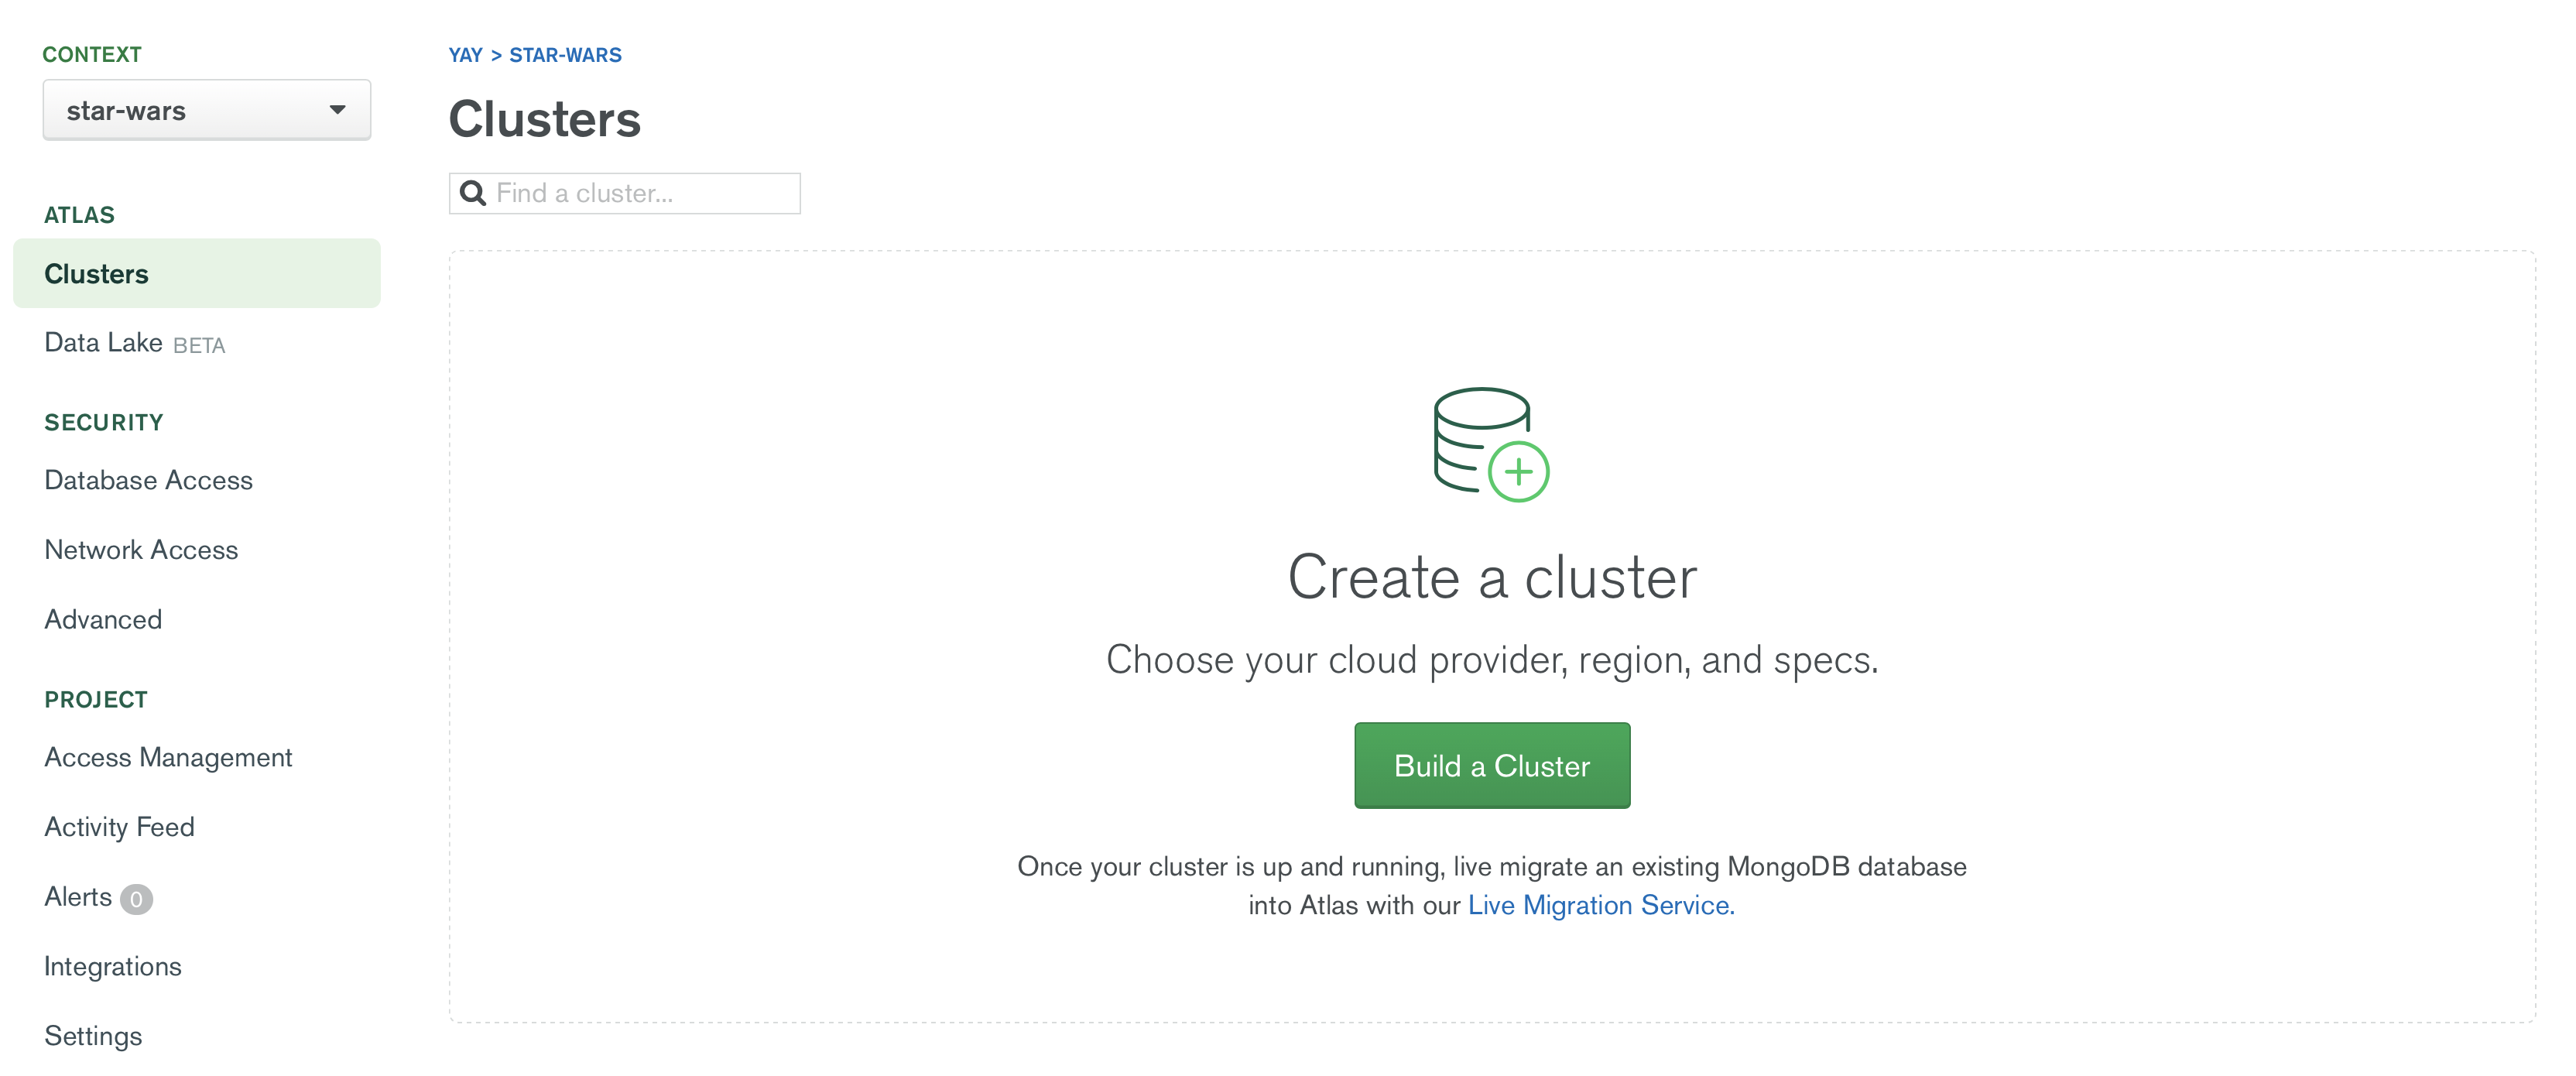 CONTEXT
star-wars
ATLAS
Clusters
Data Lake BETA
SECURITY
Database Access
Network Access
Advanced
PROJECT
Access Management
Activity Feed
Alerts 0
Integrations
Settings
YAY > STAR-WARS
Clusters
Find a cluster...
Create a cluster
Choose your cloud provider, region, and specs.
Build a Cluster
Once your cluster is up and running, live migrate an existing MongoDB database
into Atlas with our Live Migration Service.